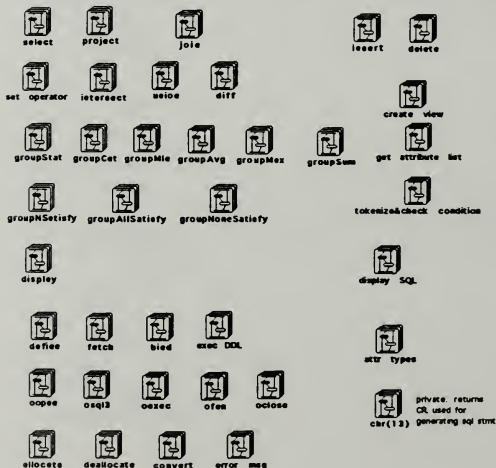 select project join insert delete
set operator intersect union diff
create view
groupStat groupCnt groupMin groupAvg groupMax groupSum get attribute list
groupNSatisfy groupAllSatisfy groupNoneSatisfy tokenize&check condition
display display SQL
define fetch bind exec DDL
attr types
oopen osql3 oexec ofen oclose
chr(13) private. returns
CR. used for
generating sql stmt
allocate deallocate convert error msg